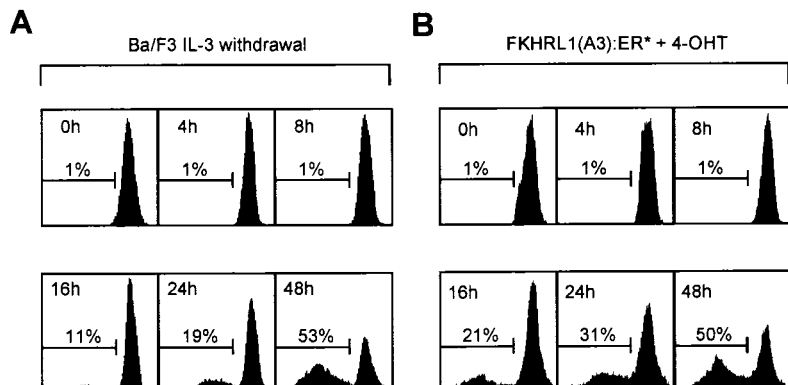 A
Ba/F3 IL-3 withdrawal
0h 4h 8h
1% 1% 1%
16h 24h 48h
11% 19% 53%
B
FKHRL1(A3):ER* + 4-OHT
0h 4h 8h
1% 1% 1%
16h 24h 48h
21% 31% 50%